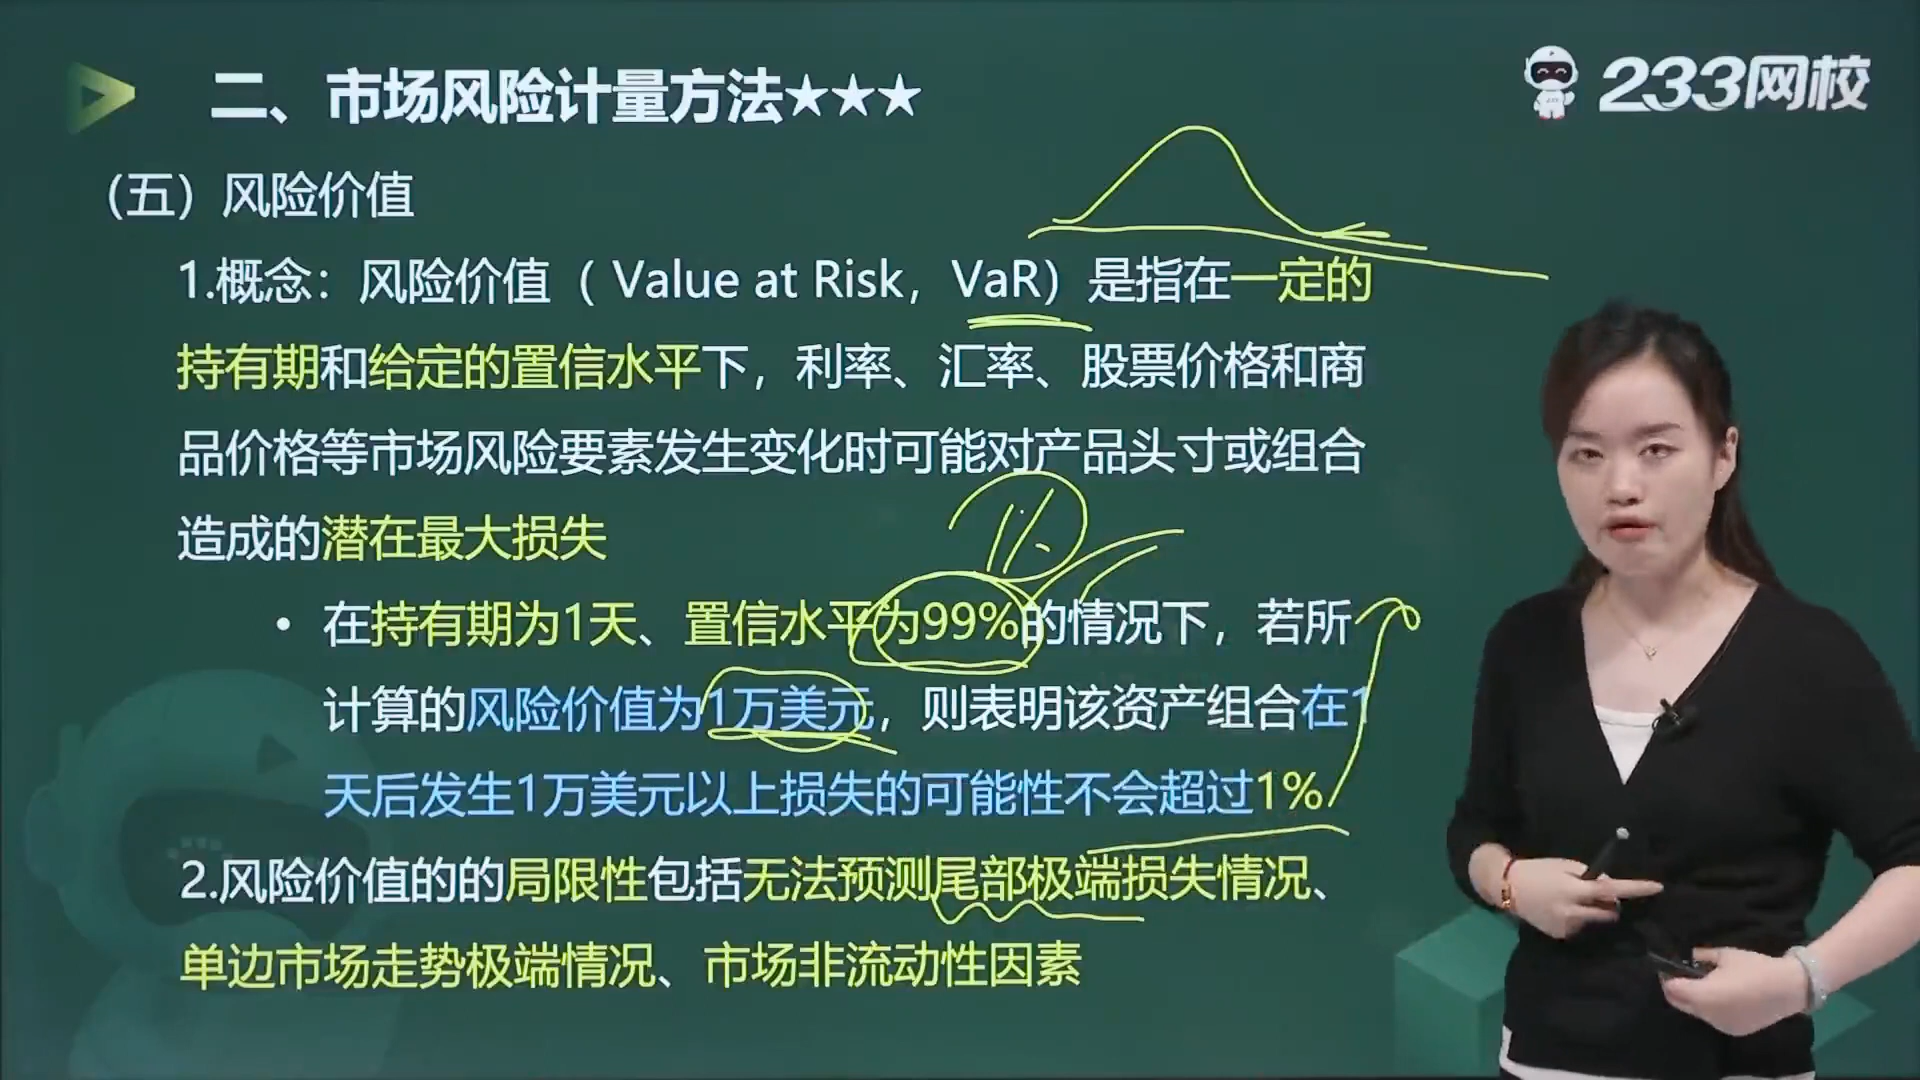 二、市场风险计量方法★★★
233网校
（五）风险价值
1.概念：风险价值（ Value at Risk，VaR）是指在一定的
持有期和给定的置信水平下，利率、汇率、股票价格和商
品价格等市场风险要素发生变化时可能对产品头寸或组合
造成的潜在最大损失
• 在持有期为1天、置信水平为99%的情况下，若所
计算的风险价值为1万美元，则表明该资产组合在1
天后发生1万美元以上损失的可能性不会超过1%
2.风险价值的的局限性包括无法预测尾部极端损失情况、
单边市场走势极端情况、市场非流动性因素